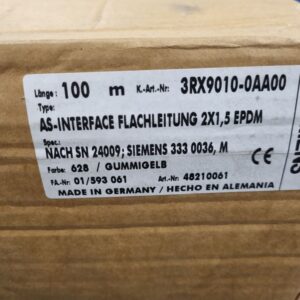 Länge: 100 m K.-Art.-Nr.: 3RX9010-0AA00
Type:
AS-INTERFACE FLACHLEITUNG 2X1,5 EPDM
Spec.:
NACH SN 24009; SIEMENS 333 0036, M
Farbe: 628 / GUMMIGELB CE
FA.-Nr: 01/593 061 Art.-Nr: 48210061
MADE IN GERMANY / HECHO EN ALEMANIA